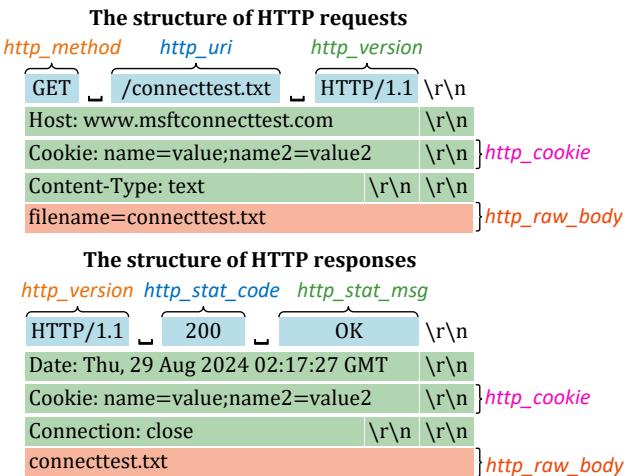 The structure of HTTP requests
http_method http_uri http_version
GET ␣ /connecttest.txt ␣ HTTP/1.1 \r\n
Host: www.msftconnecttest.com \r\n
Cookie: name=value;name2=value2 \r\n http_cookie
Content-Type: text \r\n \r\n
filename=connecttest.txt http_raw_body
The structure of HTTP responses
http_version http_stat_code http_stat_msg
HTTP/1.1 ␣ 200 ␣ OK \r\n
Date: Thu, 29 Aug 2024 02:17:27 GMT \r\n
Cookie: name=value;name2=value2 \r\n http_cookie
Connection: close \r\n \r\n
connecttest.txt http_raw_body